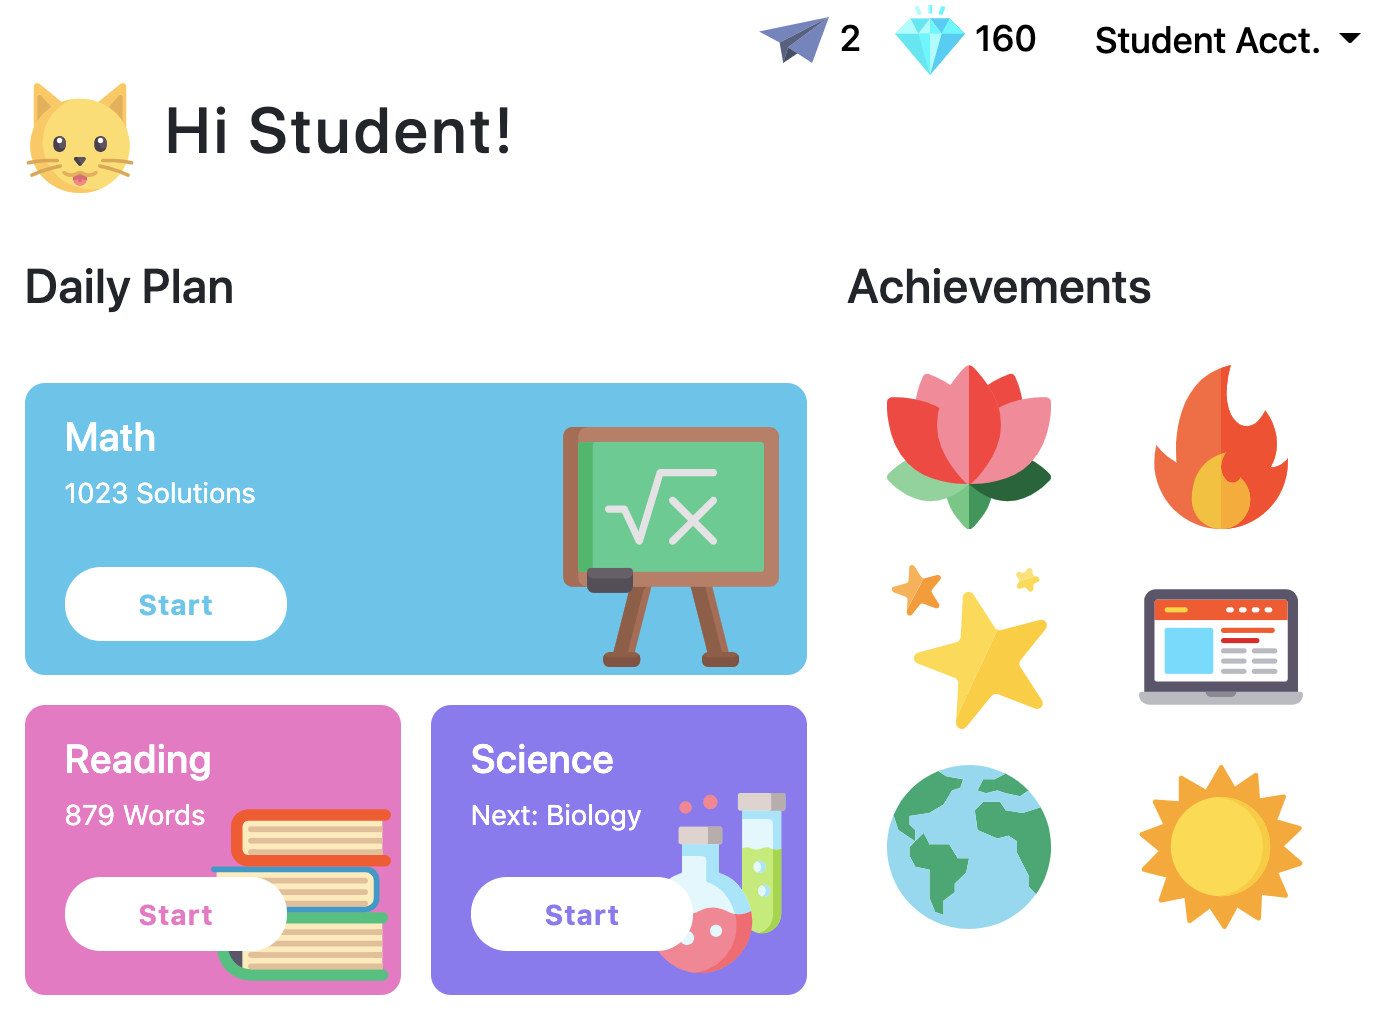 2 160 Student Acct.
Hi Student!
Daily Plan
Achievements
Math
1023 Solutions
√x
Start
Reading
879 Words
Start
Science
Next: Biology
Start